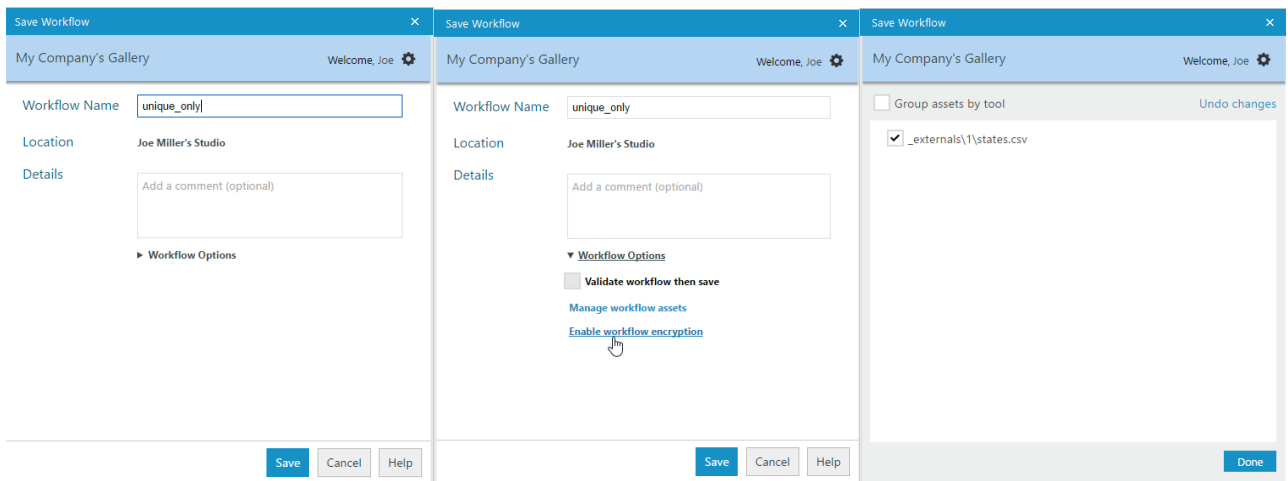 Save Workflow ×
My Company's Gallery Welcome, Joe
Workflow Name unique_only
Location Joe Miller's Studio
Details Add a comment (optional)
Workflow Options
Save Cancel Help
Save Workflow ×
My Company's Gallery Welcome, Joe
Workflow Name unique_only
Location Joe Miller's Studio
Details Add a comment (optional)
Workflow Options
Validate workflow then save
Manage workflow assets
Enable workflow encryption
Save Cancel Help
Save Workflow ×
My Company's Gallery Welcome, Joe
Group assets by tool Undo changes
_externals\1\states.csv
Done